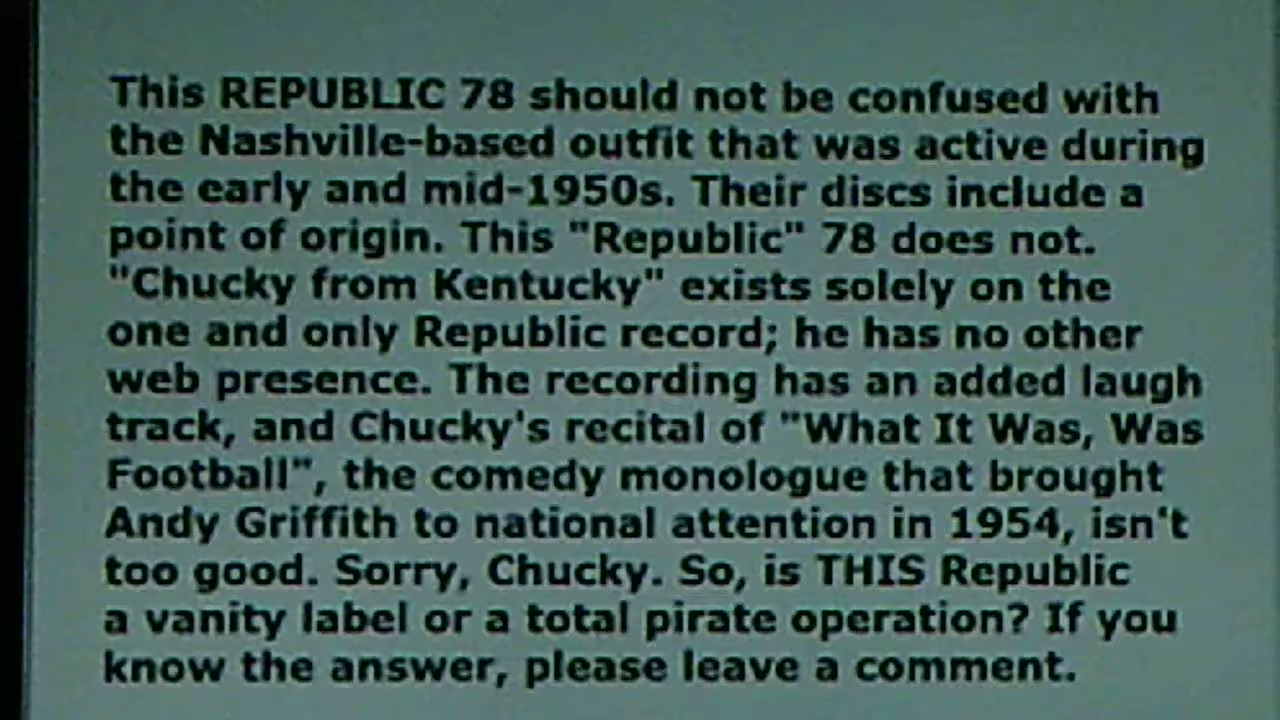 This REPUBLIC 78 should not be confused with
the Nashville-based outfit that was active during
the early and mid-1950s. Their discs include a
point of origin. This "Republic" 78 does not.
"Chucky from Kentucky" exists solely on the
one and only Republic record; he has no other
web presence. The recording has an added laugh
track, and Chucky's recital of "What It Was, Was
Football", the comedy monologue that brought
Andy Griffith to national attention in 1954, isn't
too good. Sorry, Chucky. So, is THIS Republic
a vanity label or a total pirate operation? If you
know the answer, please leave a comment.